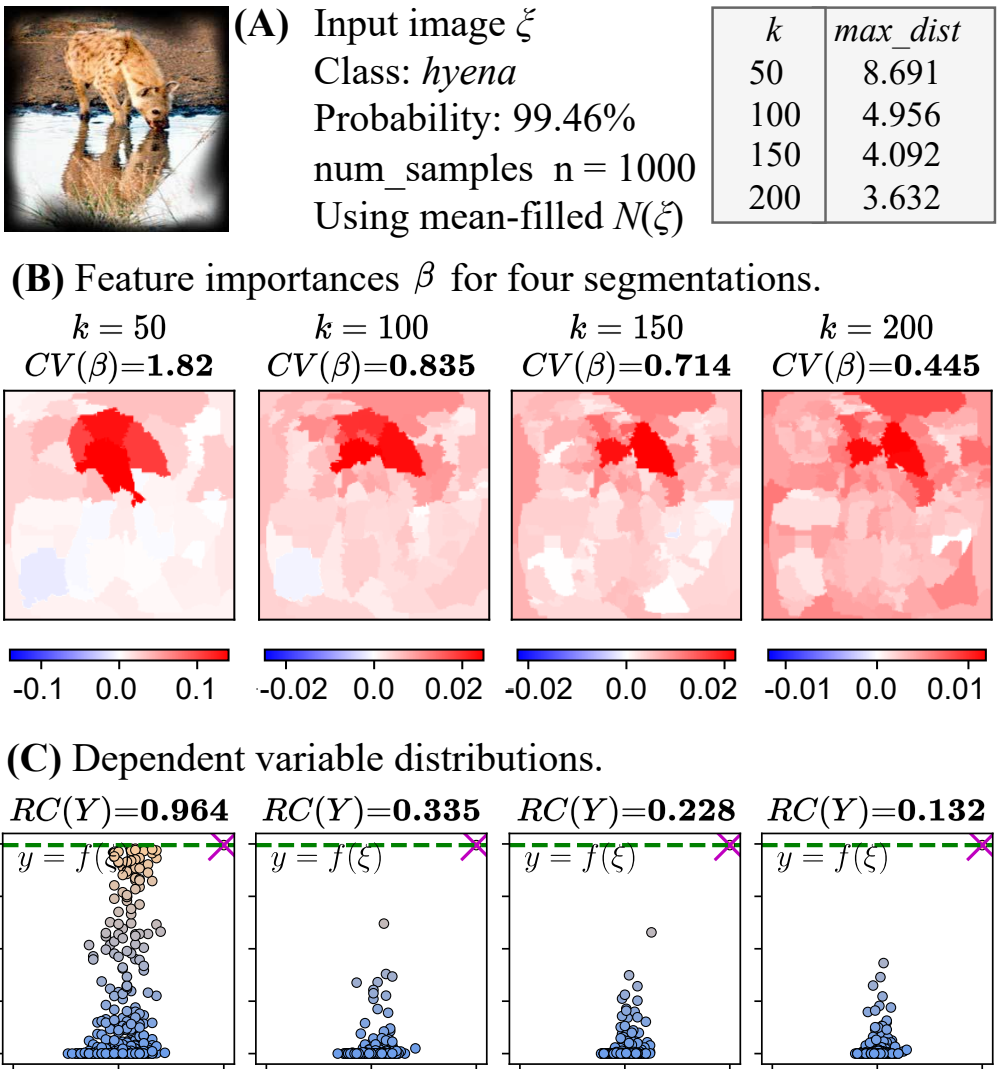 (A) Input image ξ
Class: hyena
Probability: 99.46%
num_samples n = 1000
Using mean-filled N(ξ)
k max_dist
50 8.691
100 4.956
150 4.092
200 3.632
(B) Feature importances β for four segmentations.
k = 50 k = 100 k = 150 k = 200
CV(β)=1.82 CV(β)=0.835 CV(β)=0.714 CV(β)=0.445
-0.1 0.0 0.1 -0.02 0.0 0.02 -0.02 0.0 0.02 -0.01 0.0 0.01
(C) Dependent variable distributions.
RC(Y)=0.964 RC(Y)=0.335 RC(Y)=0.228 RC(Y)=0.132
y = f(ξ) y = f(ξ) y = f(ξ) y = f(ξ)